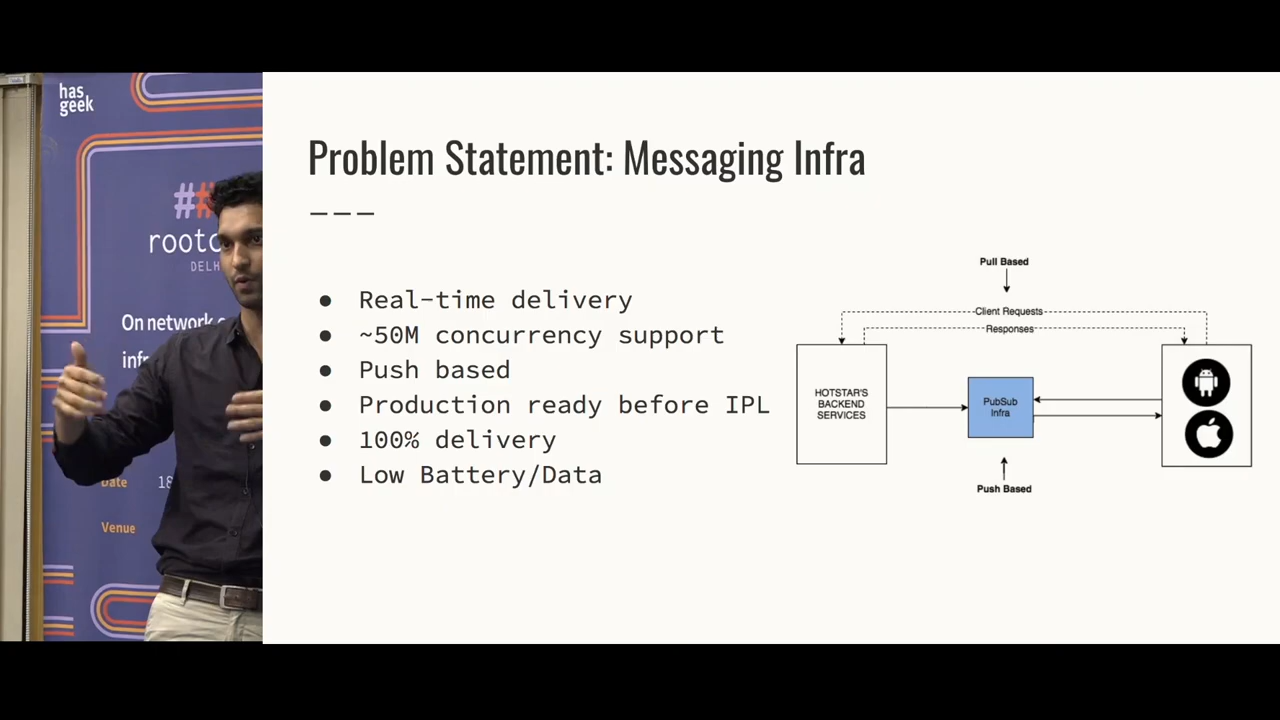 has
geek
##
rootc
DELH
On network
inf
Date
18
Venue
Problem Statement: Messaging Infra
● Real-time delivery
● ~50M concurrency support
● Push based
● Production ready before IPL
● 100% delivery
● Low Battery/Data
Pull Based
Client Requests
Responses
HOTSTAR'S
BACKEND
SERVICES
PubSub
Infra
Push Based